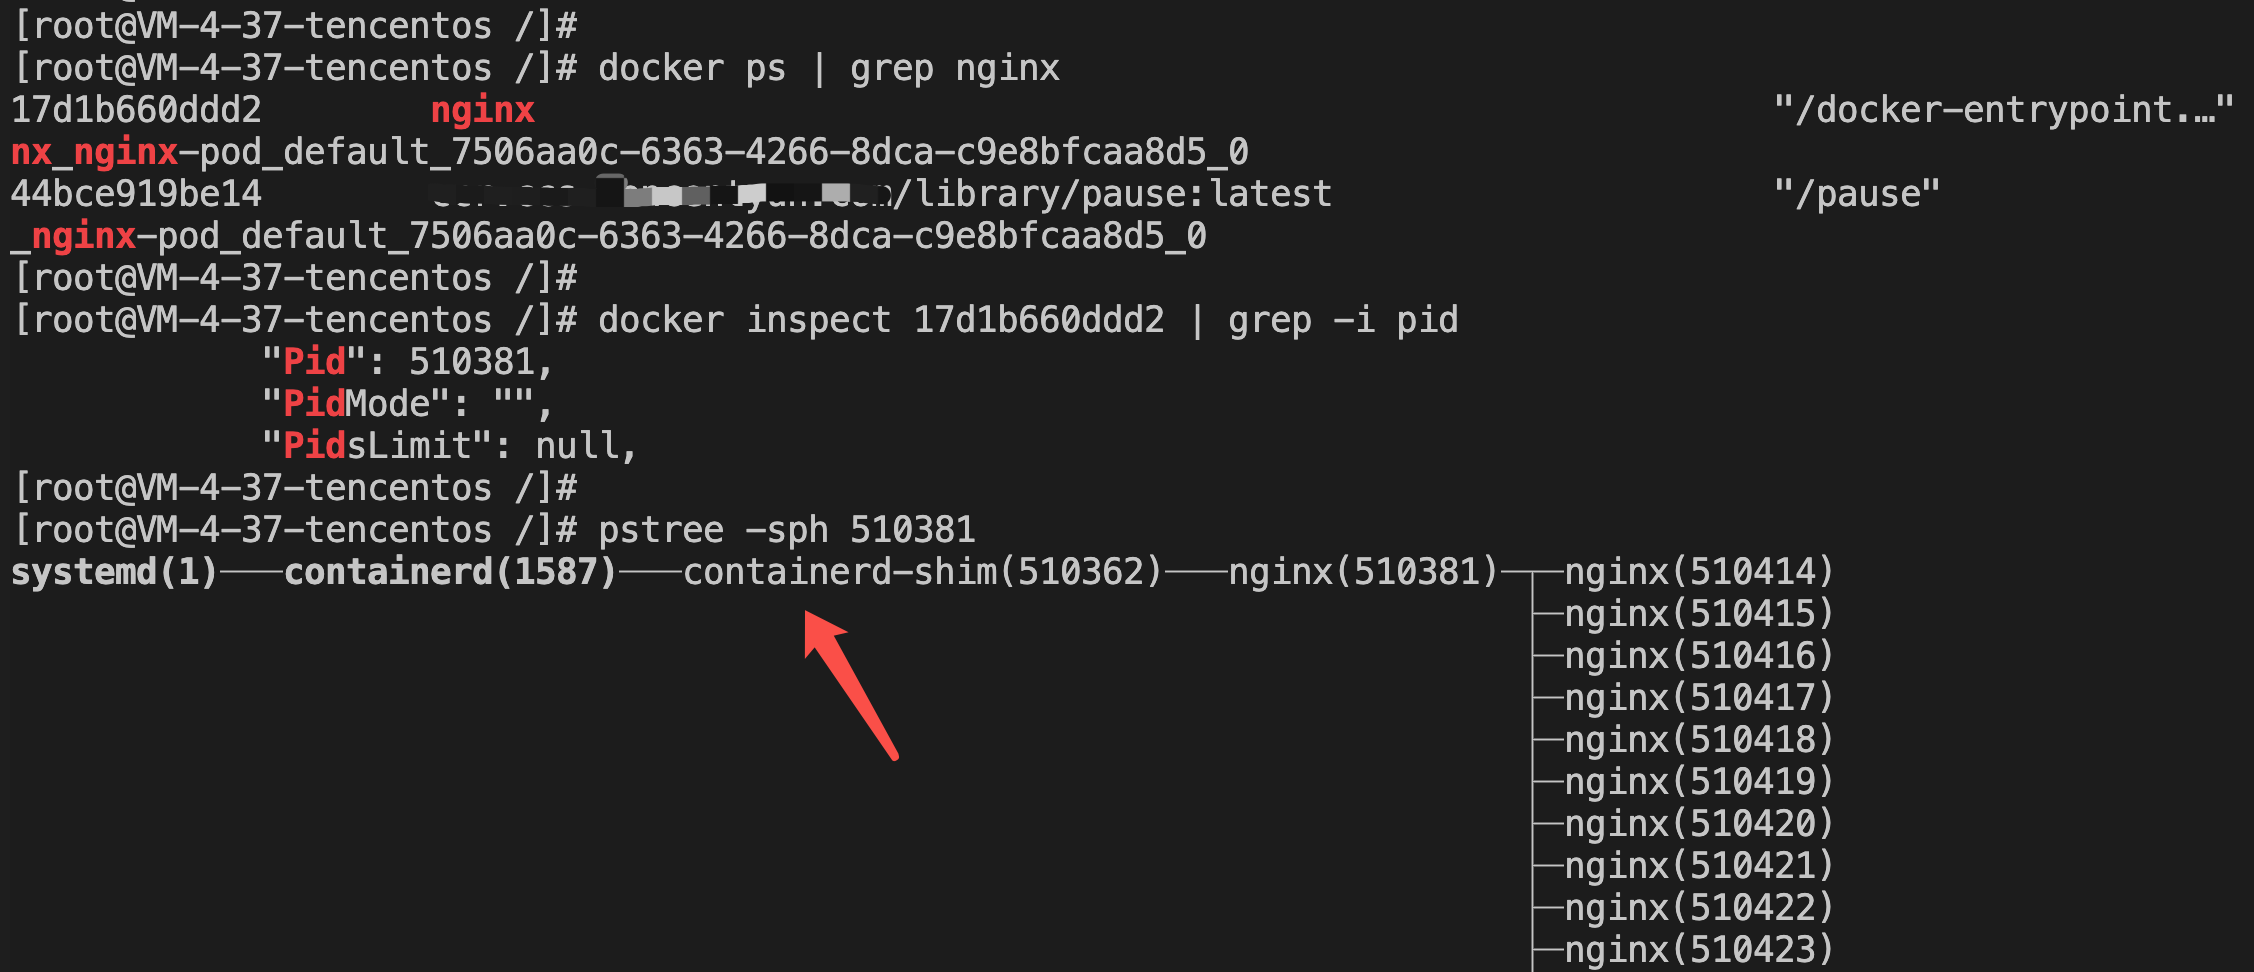 [root@VM-4-37-tencentos /]#
[root@VM-4-37-tencentos /]# docker ps | grep nginx
17d1b660ddd2        nginx        "/docker-entrypoint.…"
nx_nginx-pod_default_7506aa0c-6363-4266-8dca-c9e8bfcaa8d5_0
44bce919be14        /library/pause:latest        "/pause"
_nginx-pod_default_7506aa0c-6363-4266-8dca-c9e8bfcaa8d5_0
[root@VM-4-37-tencentos /]#
[root@VM-4-37-tencentos /]# docker inspect 17d1b660ddd2 | grep -i pid
"Pid": 510381,
"PidMode": "",
"PidsLimit": null,
[root@VM-4-37-tencentos /]#
[root@VM-4-37-tencentos /]# pstree -sph 510381
systemd(1)───containerd(1587)───containerd-shim(510362)───nginx(510381)─┬─nginx(510414)
├─nginx(510415)
├─nginx(510416)
├─nginx(510417)
├─nginx(510418)
├─nginx(510419)
├─nginx(510420)
├─nginx(510421)
├─nginx(510422)
├─nginx(510423)